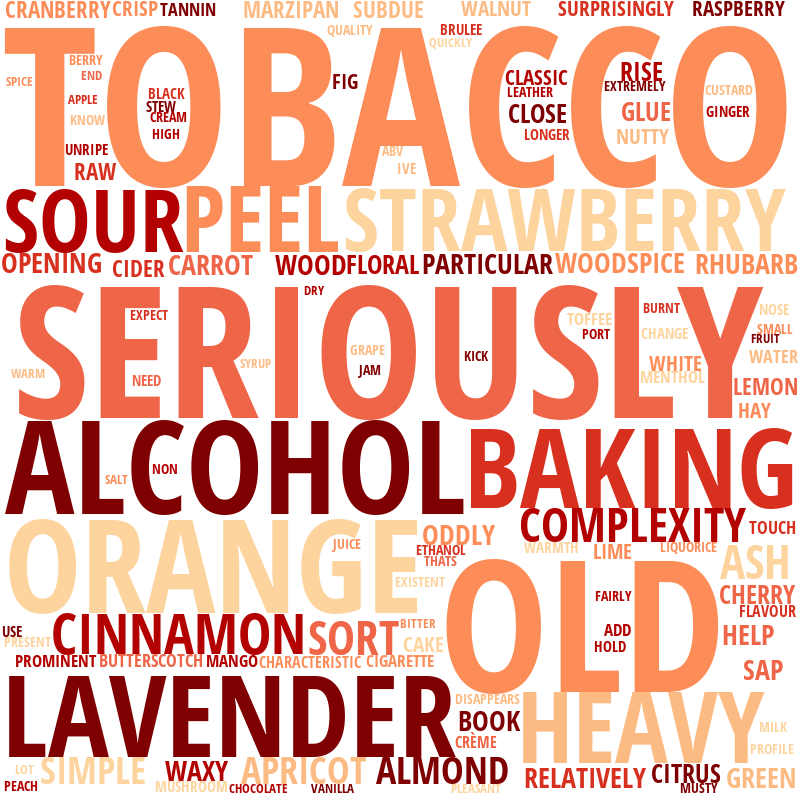 CRANBERRY CRISP TANNIN MARZIPAN SUBDUE WALNUT SURPRISINGLY RASPBERRY
QUALITY BRULEE
QUICKLY
TOBACCO
BERRY
END
SPICE
FIG
CLASSIC
RISE
LEATHER
EXTREMELY
CUSTARD
APPLE
BLACK
STEW
CREAM
KNOW
HIGH
CLOSE
GLUE
GINGER
LONGER
NUTTY
UNRIPE
ABV
RAW
IVE
SOUR PEEL STRAWBERRY
OPENING CIDER CARROT WOOD FLORAL PARTICULAR WOODSPICE RHUBARB
SERIOUSLY
DRY
EXPECT
TOFFEE
BURNT
NOSE
PORT
CHANGE
SMALL
FRUIT
GRAPE
KICK
WATER
SYRUP
JAM
WHITE
WARM
NEED
MENTHOL
LEMON
HAY
ALCOHOL BAKING
SALT
NON
ORANGE
ODDLY
COMPLEXITY
TOUCH
JUICE
ETHANOL
THATS
WARMTH
LIME
LIQUORICE
ASH
EXISTENT
OLD
FAIRLY
CHERRY
FLAVOUR
USE
PRESENT
CINNAMON
SORT
BITTER
CAKE
ADD
HOLD
HELP
PROMINENT BUTTERSCOTCH MANGO CHARACTERISTIC CIGARETTE
SAP
LAVENDER
DISAPPEARS
BOOK
HEAVY
CRÈME
MILK
PROFILE
LOT
SIMPLE
WAXY
APRICOT
ALMOND
RELATIVELY
CITRUS
GREEN
PEACH
MUSHROOM
CHOCOLATE
VANILLA
PLEASANT
MUSTY